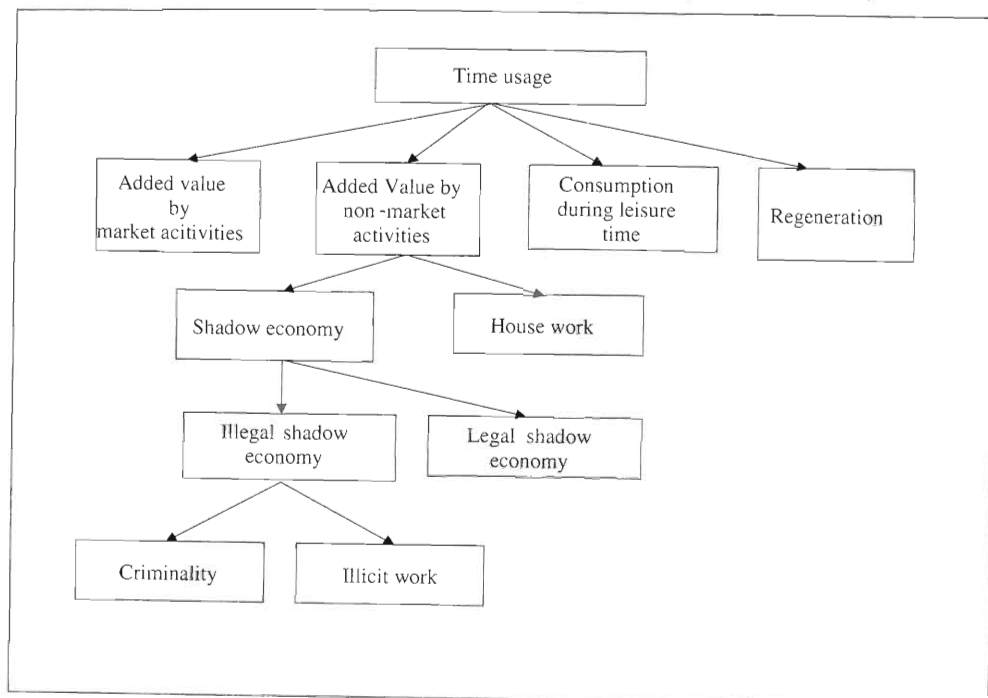 Time usage
Added value
by
market acitivities
Added Value by
non-market
activities
Consumption
during leisure
time
Regeneration
Shadow economy
House work
Illegal shadow
economy
Legal shadow
economy
Criminality
Illicit work